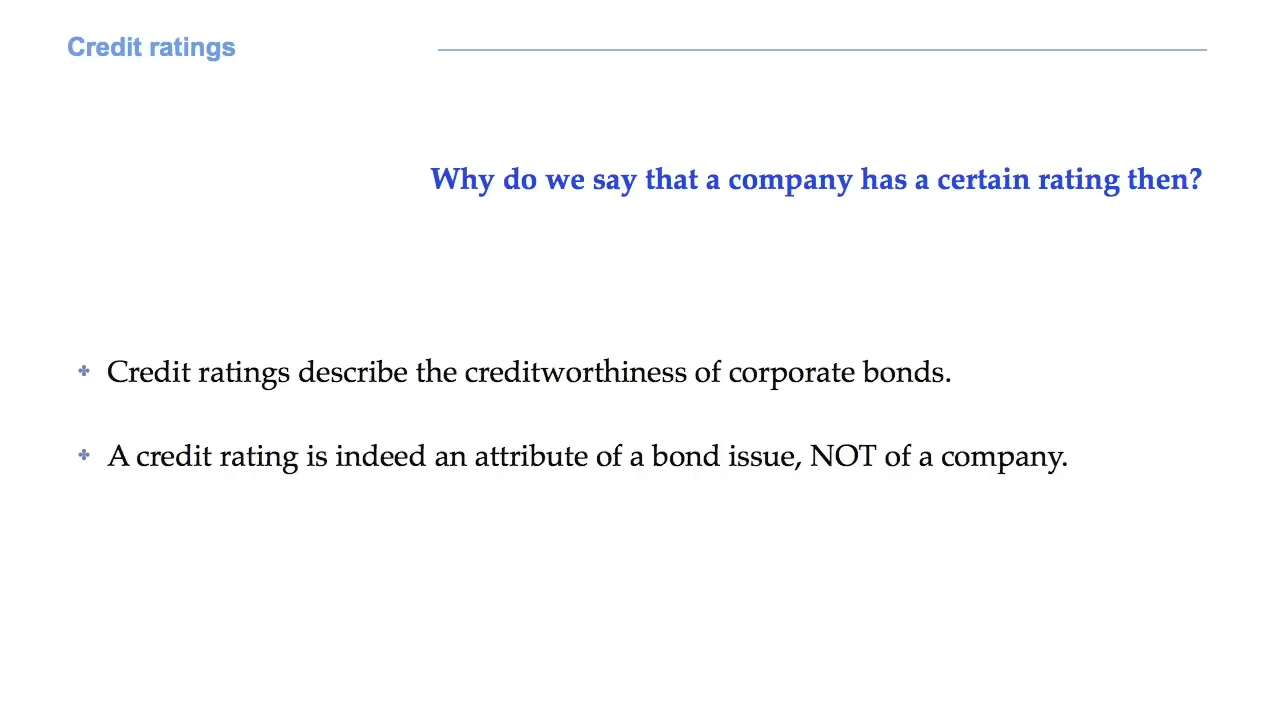 Credit ratings
Why do we say that a company has a certain rating then?
Credit ratings describe the creditworthiness of corporate bonds.
A credit rating is indeed an attribute of a bond issue, NOT of a company.